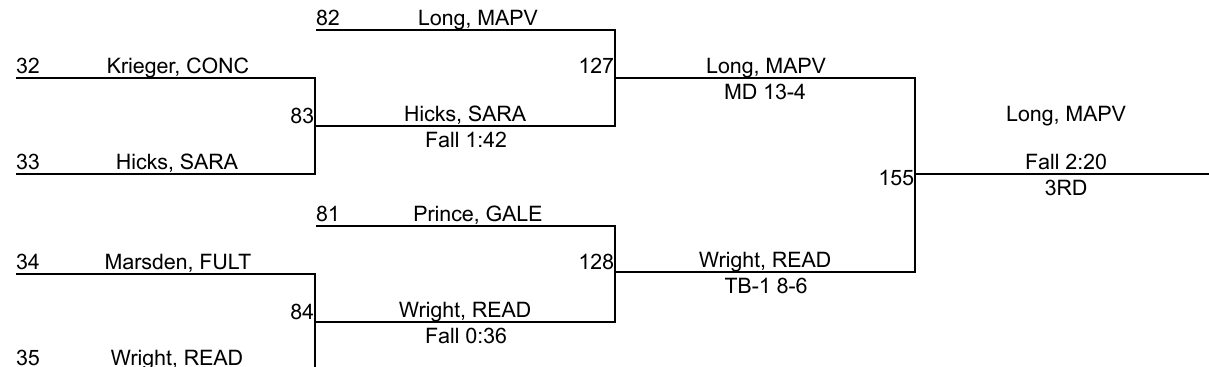 82 Long, MAPV
32 Krieger, CONC
127 Long, MAPV
MD 13-4
83 Hicks, SARA
Fall 1:42
Long, MAPV
33 Hicks, SARA
Fall 2:20
155
3RD
81 Prince, GALE
34 Marsden, FULT
128 Wright, READ
TB-1 8-6
84 Wright, READ
Fall 0:36
35 Wright, READ